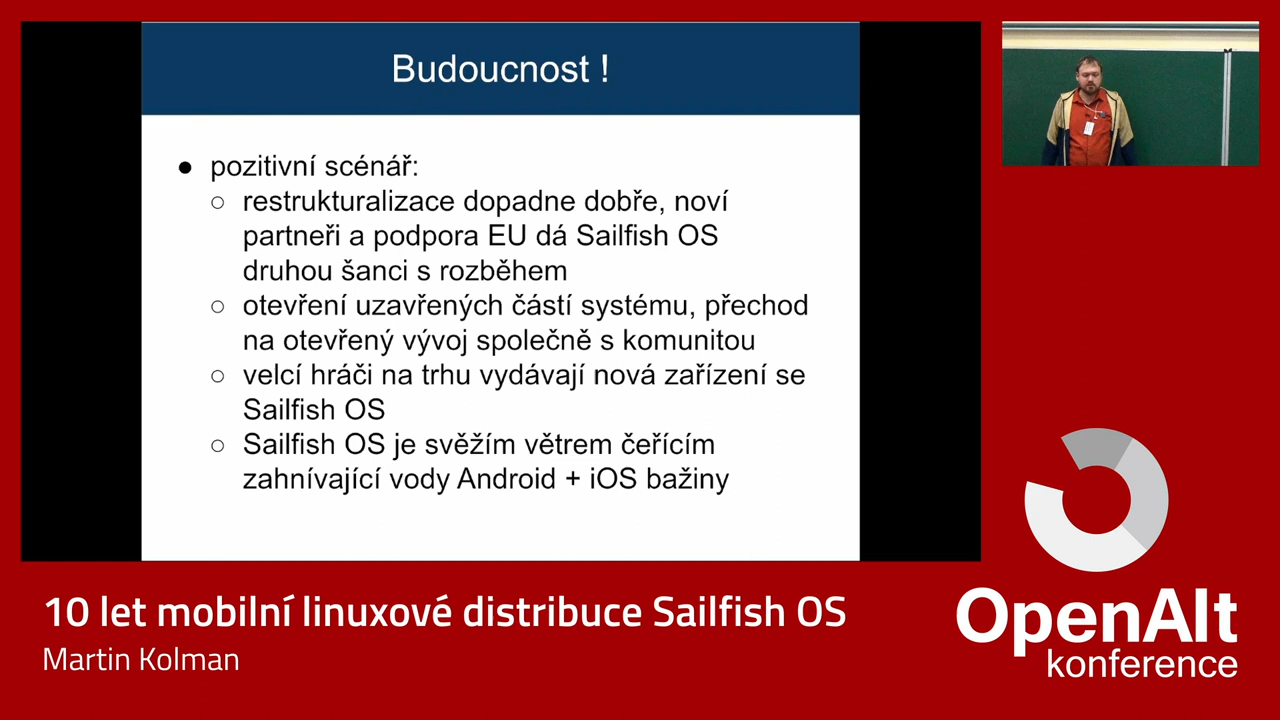 Budoucnost !
● pozitivní scénář:
○ restrukturalizace dopadne dobře, noví
partneři a podpora EU dá Sailfish OS
druhou šanci s rozběhem
○ otevření uzavřených částí systému, přechod
na otevřený vývoj společně s komunitou
○ velcí hráči na trhu vydávají nová zařízení se
Sailfish OS
○ Sailfish OS je svěžím větrem čeřícím
zahnívající vody Android + iOS bažiny
10 let mobilní linuxové distribuce Sailfish OS
Martin Kolman
OpenAlt
konference